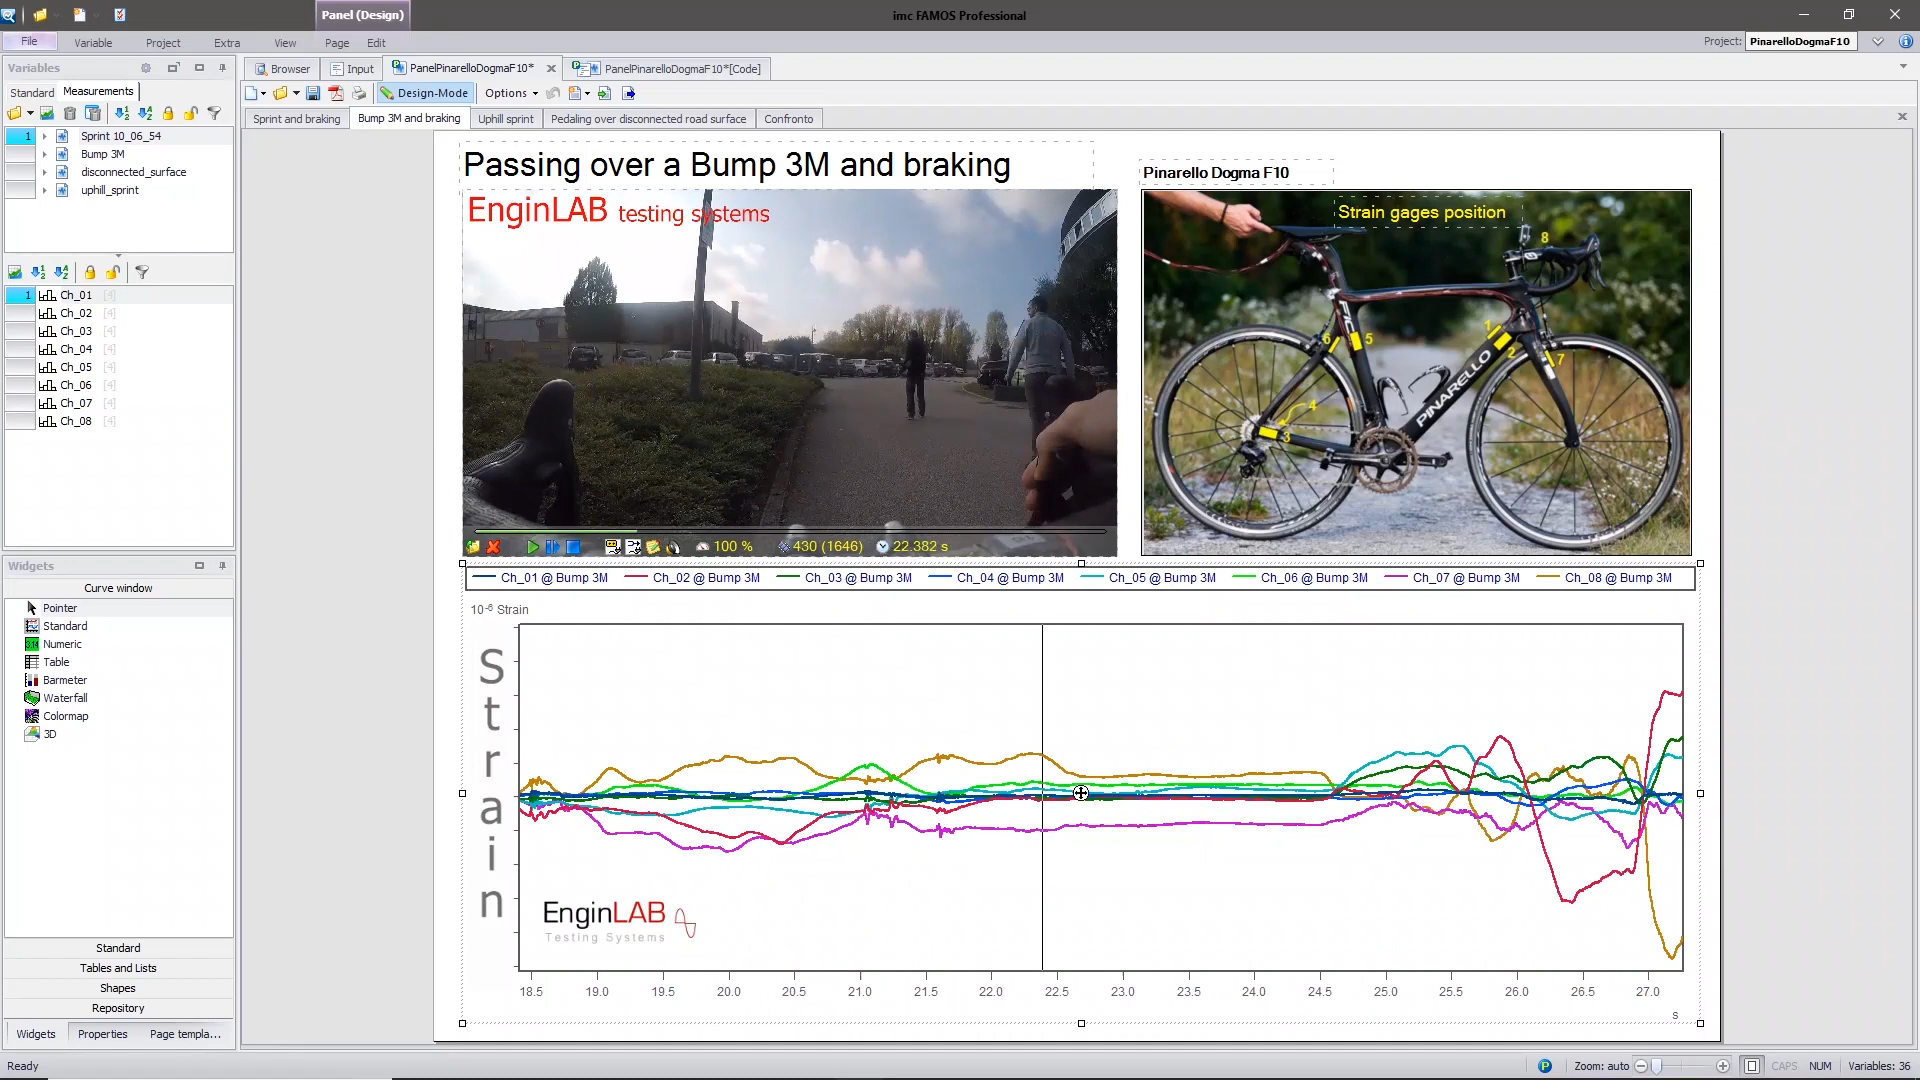 Panel (Design)
imc FAMOS Professional
File Variable Project Extra View Page Edit
Project: PinarelloDogmaF10
Variables
Browser Input PanelPinarelloDogmaF10* PanelPinarelloDogmaF10*[Code]
Standard Measurements
Design-Mode Options
Sprint and braking Bump 3M and braking Uphill sprint Pedaling over disconnected road surface Confronto
1 Sprint 10_06_54
Bump 3M
disconnected_surface
uphill_sprint
1 Ch_01 [4]
Ch_02 [4]
Ch_03 [4]
Ch_04 [4]
Ch_05 [4]
Ch_06 [4]
Ch_07 [4]
Ch_08 [4]
Widgets
Curve window
Pointer
Standard
Numeric
Table
Barmeter
Waterfall
Colormap
3D
Standard
Tables and Lists
Shapes
Repository
Widgets Properties Page templa...
Passing over a Bump 3M and braking
EnginLAB testing systems
100 % 430 (1646) 22.382 s
Pinarello Dogma F10
Strain gages position
8
1
2
5
6
7
4
3
PINARELLO
Ch_01 @ Bump 3M Ch_02 @ Bump 3M Ch_03 @ Bump 3M Ch_04 @ Bump 3M Ch_05 @ Bump 3M Ch_06 @ Bump 3M Ch_07 @ Bump 3M Ch_08 @ Bump 3M
10⁻⁶ Strain
Strain
EnginLAB
Testing Systems
18.5 19.0 19.5 20.0 20.5 21.0 21.5 22.0 22.5 23.0 23.5 24.0 24.5 25.0 25.5 26.0 26.5 27.0
s
Ready
Zoom: auto CAPS NUM Variables: 36